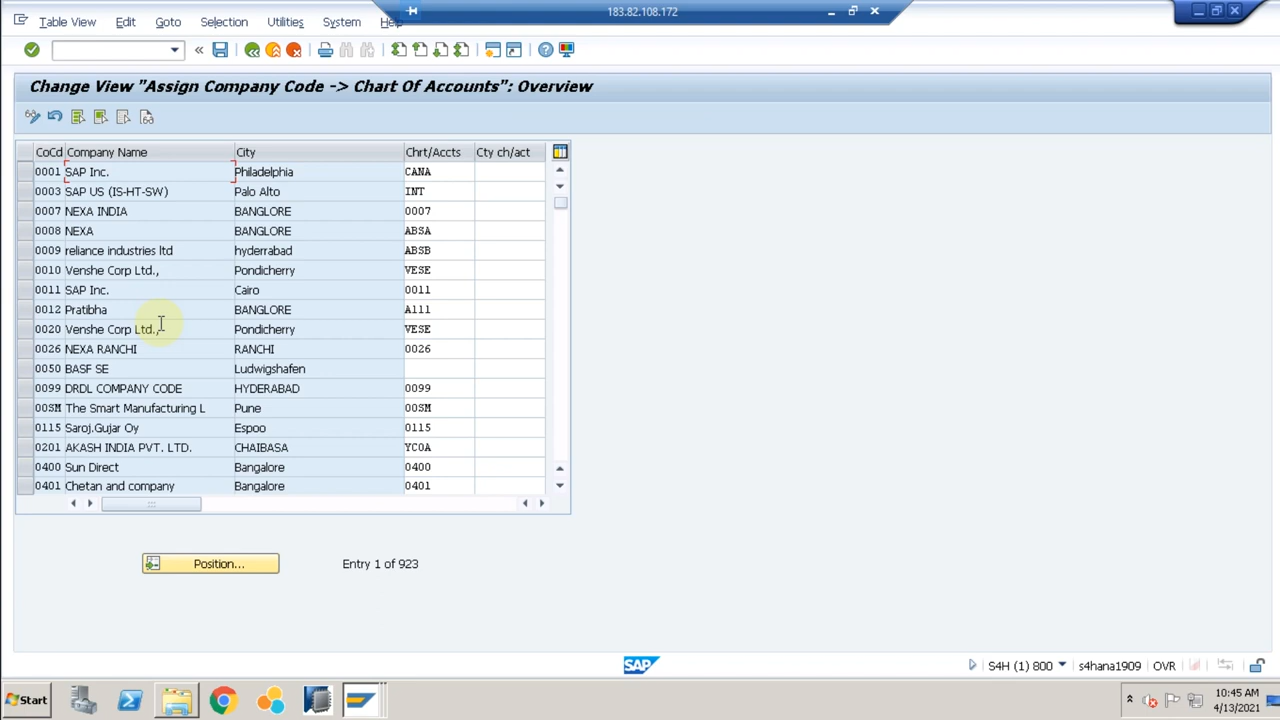 183.82.108.172
Table View Edit Goto Selection Utilities System Help
Change View "Assign Company Code -> Chart Of Accounts": Overview
CoCd Company Name City Chrt/Accts Cty ch/act
0001 SAP Inc. Philadelphia CANA
0003 SAP US (IS-HT-SW) Palo Alto INT
0007 NEXA INDIA BANGLORE 0007
0008 NEXA BANGLORE ABSA
0009 reliance industries ltd hyderrabad ABSB
0010 Venshe Corp Ltd., Pondicherry VESE
0011 SAP Inc. Cairo 0011
0012 Pratibha BANGLORE A111
0020 Venshe Corp Ltd., Pondicherry VESE
0026 NEXA RANCHI RANCHI 0026
0050 BASF SE Ludwigshafen
0099 DRDL COMPANY CODE HYDERABAD 0099
00SM The Smart Manufacturing L Pune 00SM
0115 Saroj.Gujar Oy Espoo 0115
0201 AKASH INDIA PVT. LTD. CHAIBASA YCOA
0400 Sun Direct Bangalore 0400
0401 Chetan and company Bangalore 0401
Position... Entry 1 of 923
SAP S4H (1) 800 s4hana1909 OVR
Start 10:45 AM
4/13/2021